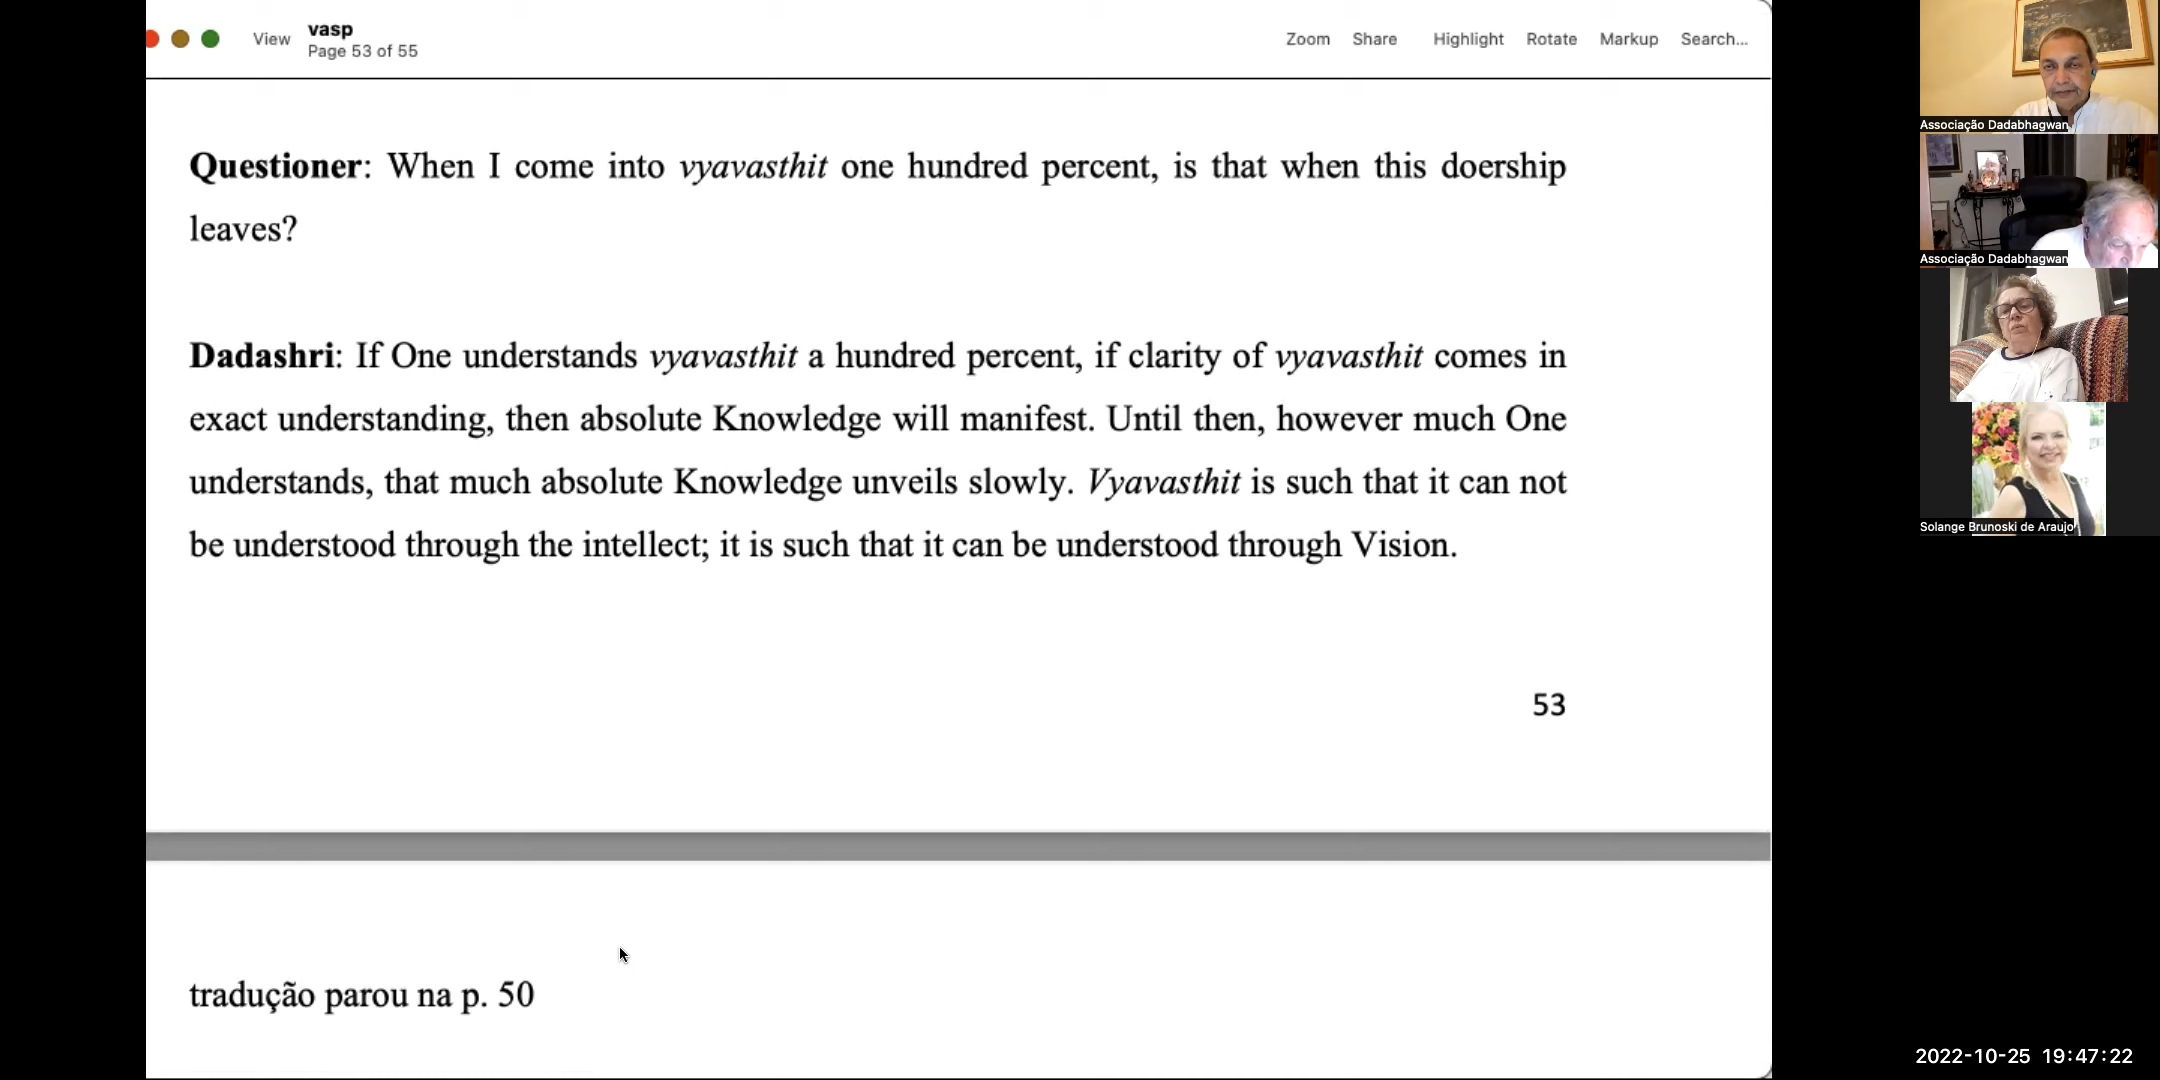 View
vasp
Page 53 of 55
Zoom Share Highlight Rotate Markup Search...
Questioner: When I come into vyavasthit one hundred percent, is that when this doership
leaves?
Dadashri: If One understands vyavasthit a hundred percent, if clarity of vyavasthit comes in
exact understanding, then absolute Knowledge will manifest. Until then, however much One
understands, that much absolute Knowledge unveils slowly. Vyavasthit is such that it can not
be understood through the intellect; it is such that it can be understood through Vision.
53
tradução parou na p. 50
Associação Dadabhagwan
Associação Dadabhagwan
Solange Brunoski de Araujo
2022-10-25 19:47:22